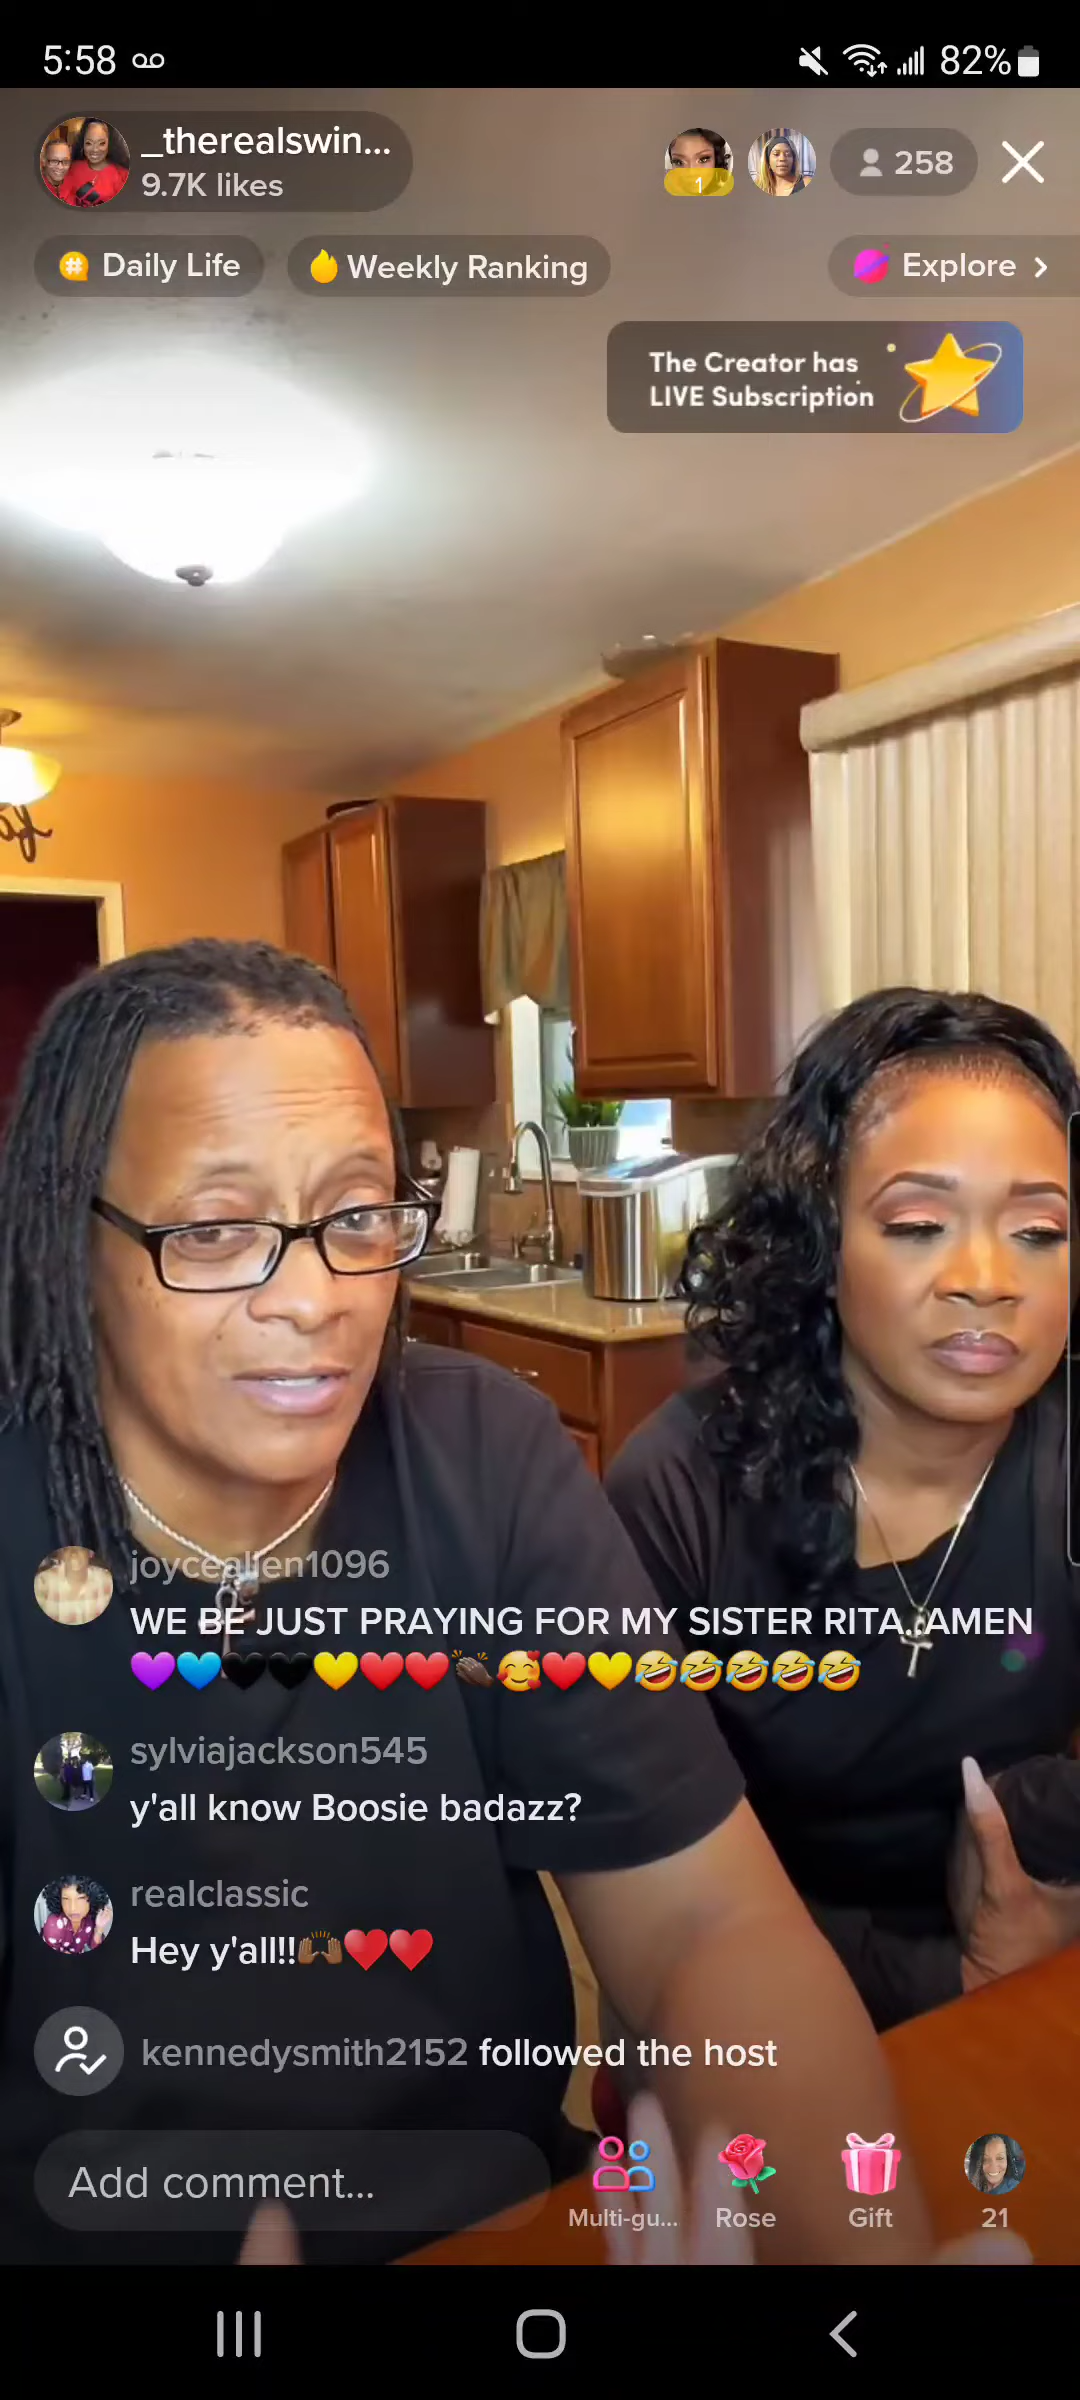 5:58
82%
_therealswin...
9.7K likes
1
258
Daily Life
Weekly Ranking
Explore
The Creator has
LIVE Subscription
joyceallen1096
WE BE JUST PRAYING FOR MY SISTER RITA..AMEN
💜💙🖤🖤💛❤️❤️👏🏿🥰❤️💛🤣🤣🤣🤣🤣
sylviajackson545
y'all know Boosie badazz?
realclassic
Hey y'all!!🙌🏾❤️❤️
kennedysmith2152 followed the host
Add comment...
Multi-gu...
Rose
Gift
21